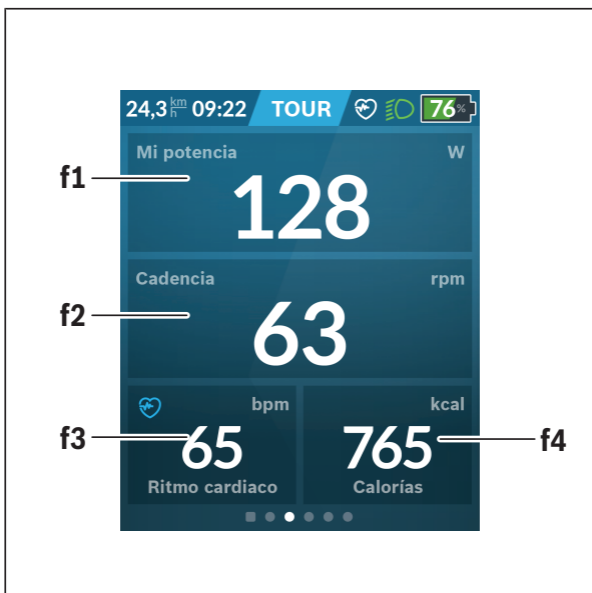 24,3 km/h 09:22 TOUR 76%
Mi potencia W
f1
128
Cadencia rpm
f2
63
bpm kcal
f3 65 765 f4
Ritmo cardiaco Calorías